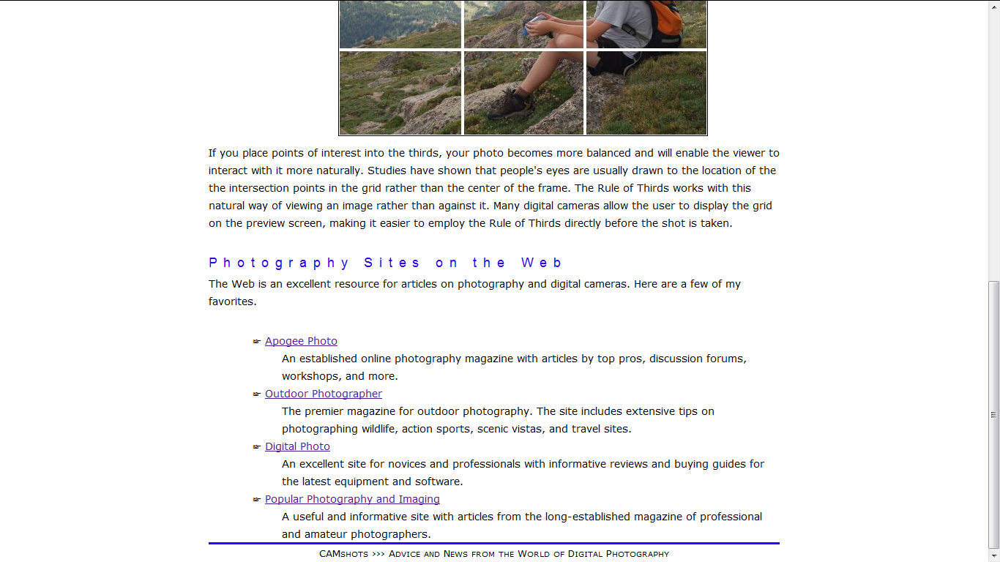 If you place points of interest into the thirds, your photo becomes more balanced and will enable the viewer to
interact with it more naturally. Studies have shown that people's eyes are usually drawn to the location of the
the intersection points in the grid rather than the center of the frame. The Rule of Thirds works with this
natural way of viewing an image rather than against it. Many digital cameras allow the user to display the grid
on the preview screen, making it easier to employ the Rule of Thirds directly before the shot is taken.
Photography Sites on the Web
The Web is an excellent resource for articles on photography and digital cameras. Here are a few of my
favorites.
☞ Apogee Photo
An established online photography magazine with articles by top pros, discussion forums,
workshops, and more.
☞ Outdoor Photographer
The premier magazine for outdoor photography. The site includes extensive tips on
photographing wildlife, action sports, scenic vistas, and travel sites.
☞ Digital Photo
An excellent site for novices and professionals with informative reviews and buying guides for
the latest equipment and software.
☞ Popular Photography and Imaging
A useful and informative site with articles from the long-established magazine of professional
and amateur photographers.
CAMshots >>> Advice and News from the World of Digital Photography